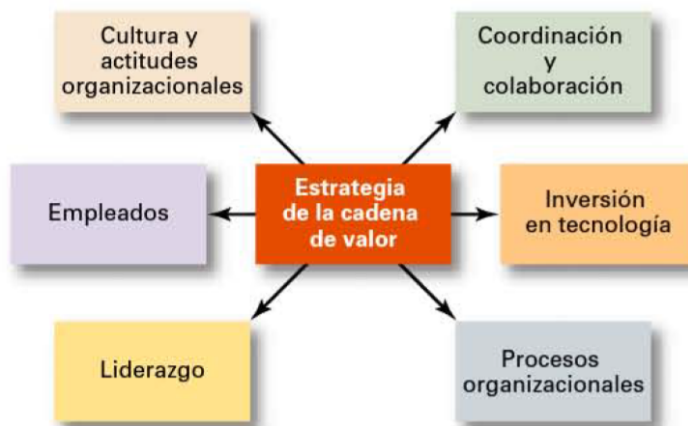 Cultura y
actitudes
organizacionales
Coordinación
y
colaboración
Empleados
Estrategia
de la cadena
de valor
Inversión
en tecnología
Liderazgo
Procesos
organizacionales